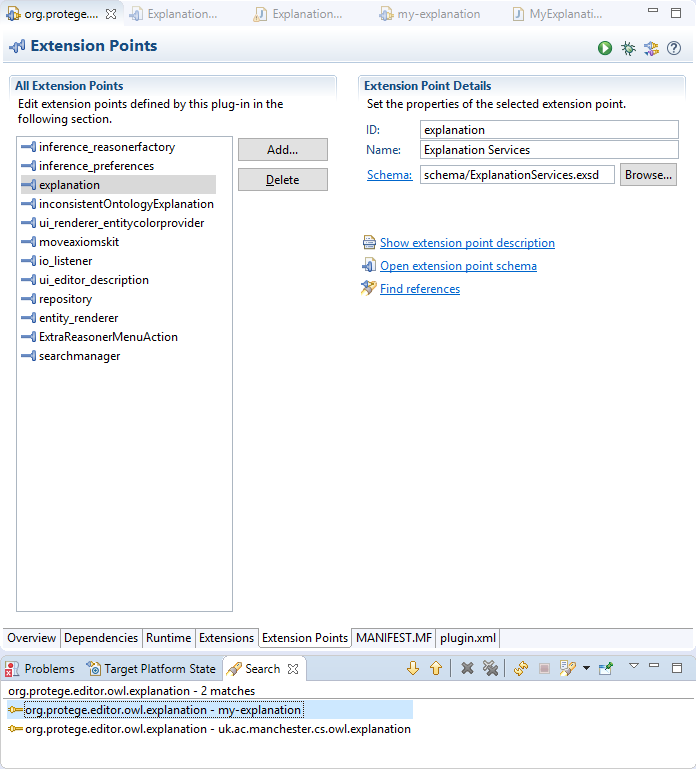 org.protege....
Explanation...
Explanation...
my-explanation
MyExplanati...
Extension Points
All Extension Points
Edit extension points defined by this plug-in in the
following section.
inference_reasonerfactory
inference_preferences
explanation
inconsistentOntologyExplanation
ui_renderer_entitycolorprovider
moveaxiomskit
io_listener
ui_editor_description
repository
entity_renderer
ExtraReasonerMenuAction
searchmanager
Add...
Delete
Extension Point Details
Set the properties of the selected extension point.
ID: explanation
Name: Explanation Services
Schema: schema/ExplanationServices.exsd Browse...
Show extension point description
Open extension point schema
Find references
Overview Dependencies Runtime Extensions Extension Points MANIFEST.MF plugin.xml
Problems Target Platform State Search
org.protege.editor.owl.explanation - 2 matches
org.protege.editor.owl.explanation - my-explanation
org.protege.editor.owl.explanation - uk.ac.manchester.cs.owl.explanation